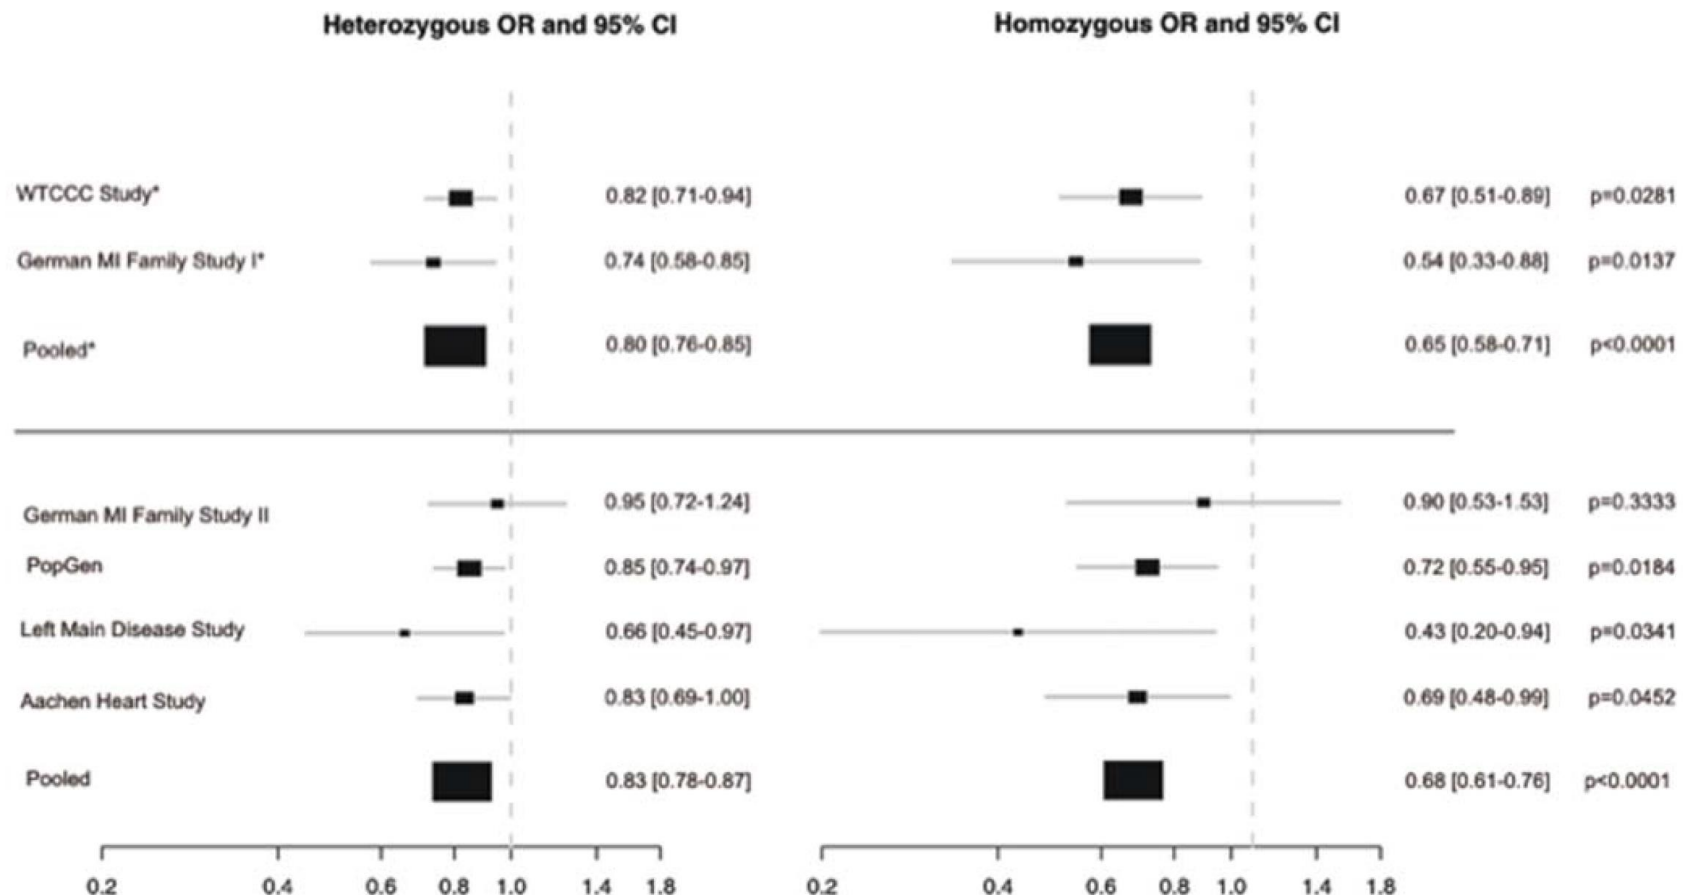 Heterozygous OR and 95% CI Homozygous OR and 95% CI
WTCCC Study* 0.82 [0.71-0.94] 0.67 [0.51-0.89] p=0.0281
German MI Family Study I* 0.74 [0.58-0.85] 0.54 [0.33-0.88] p=0.0137
Pooled* 0.80 [0.76-0.85] 0.65 [0.58-0.71] p<0.0001
German MI Family Study II 0.95 [0.72-1.24] 0.90 [0.53-1.53] p=0.3333
PopGen 0.85 [0.74-0.97] 0.72 [0.55-0.95] p=0.0184
Left Main Disease Study 0.66 [0.45-0.97] 0.43 [0.20-0.94] p=0.0341
Aachen Heart Study 0.83 [0.69-1.00] 0.69 [0.48-0.99] p=0.0452
Pooled 0.83 [0.78-0.87] 0.68 [0.61-0.76] p<0.0001
0.2 0.4 0.6 0.8 1.0 1.4 1.8 0.2 0.4 0.6 0.8 1.0 1.4 1.8